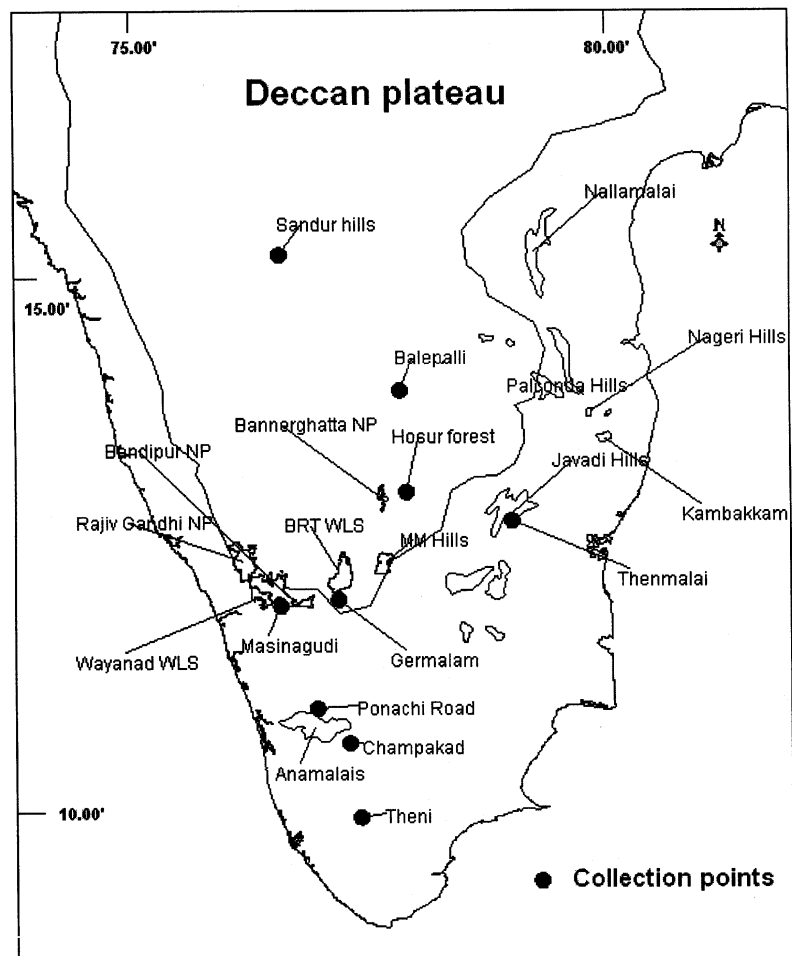 75.00'
80.00'
Deccan plateau
Nallamalai
Sandur hills
N
15.00'
Nageri Hills
Balepalli
Palconda Hills
Bannerghatta NP
Hosur forest
Bandipur NP
Javadi Hills
Rajiv Gandhi NP
BRT WLS
Kambakkam
MM Hills
Thenmalai
Masinagudi
Wayanad WLS
Germalam
Ponachi Road
Champakad
Anamalais
10.00'
Theni
Collection points